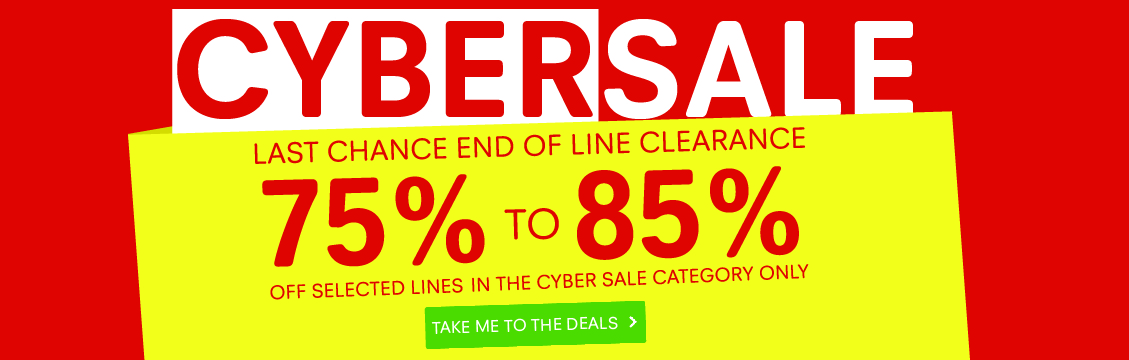 CYBERSALE
LAST CHANCE END OF LINE CLEARANCE
75% TO 85%
OFF SELECTED LINES IN THE CYBER SALE CATEGORY ONLY
TAKE ME TO THE DEALS >